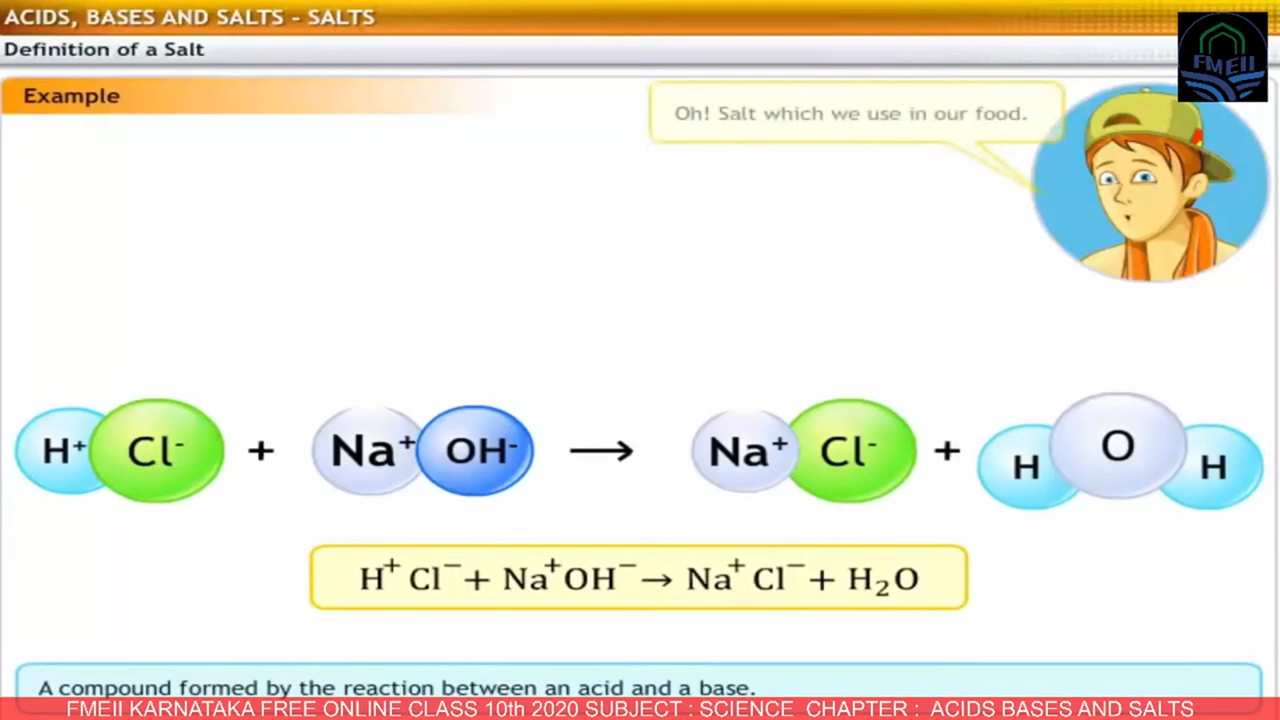 ACIDS, BASES AND SALTS - SALTS
FMEII
Definition of a Salt
Example
Oh! Salt which we use in our food.
H⁺ Cl⁻ + Na⁺ OH⁻ → Na⁺ Cl⁻ + H O H
H⁺ Cl⁻ + Na⁺OH⁻ → Na⁺ Cl⁻ + H₂O
A compound formed by the reaction between an acid and a base.
FMEII KARNATAKA FREE ONLINE CLASS 10th 2020 SUBJECT : SCIENCE CHAPTER : ACIDS BASES AND SALTS